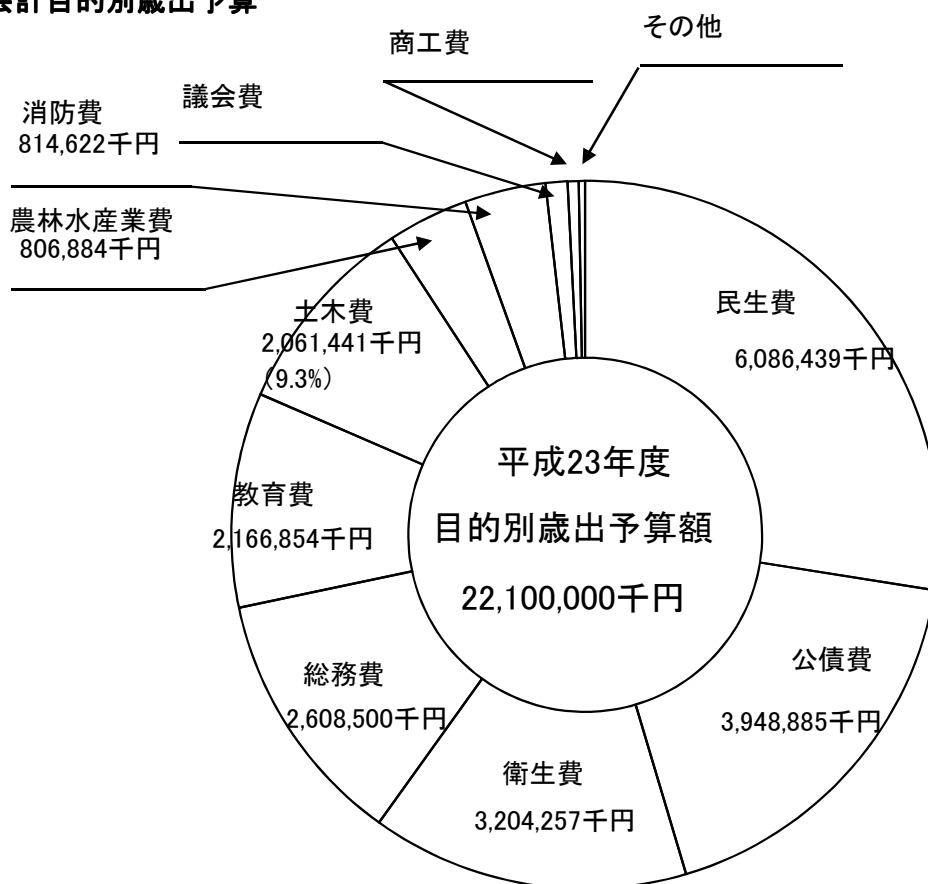 会計目的別歳出予算
その他
商工費
議会費
消防費
814,622千円
農林水産業費
806,884千円
土木費
2,061,441千円
(9.3%)
民生費
6,086,439千円
教育費
2,166,854千円
平成23年度
目的別歳出予算額
22,100,000千円
総務費
2,608,500千円
公債費
3,948,885千円
衛生費
3,204,257千円